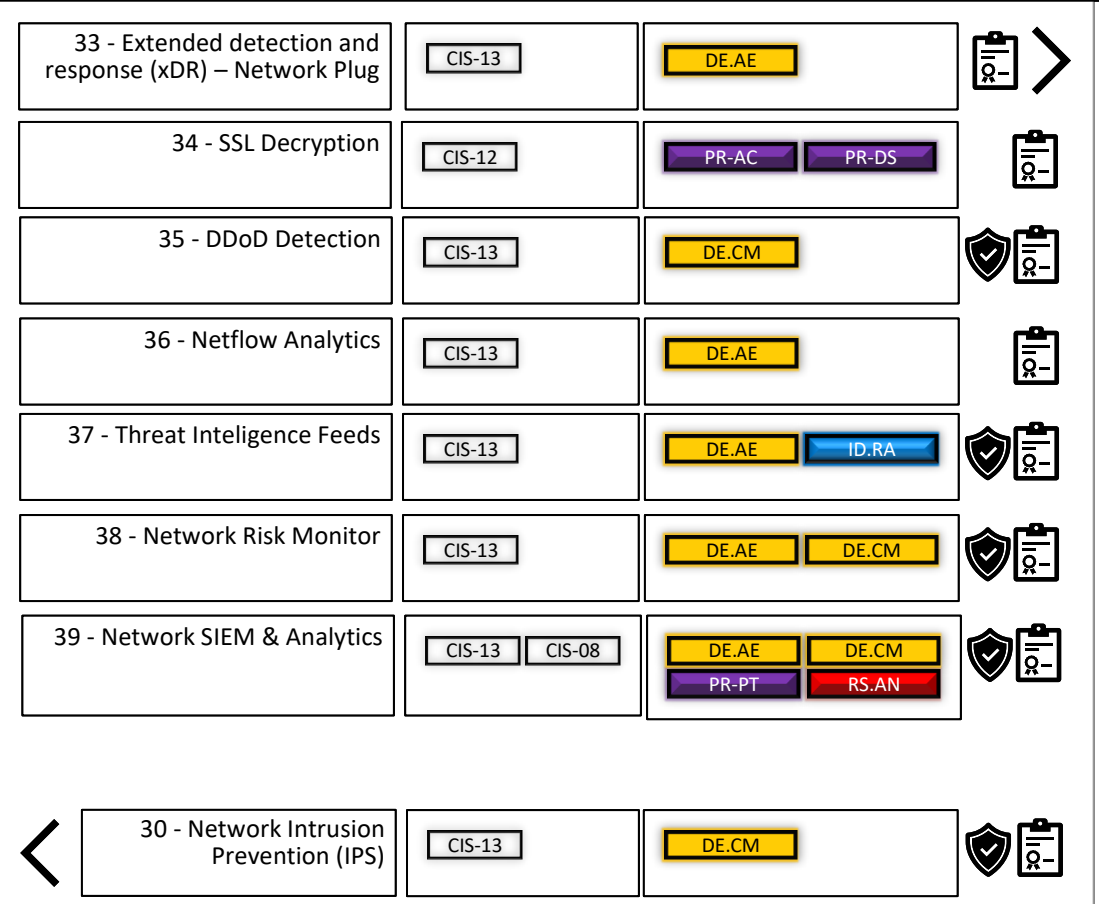 33 - Extended detection and
response (xDR) – Network Plug
CIS-13
DE.AE
34 - SSL Decryption
CIS-12
PR-AC
PR-DS
35 - DDoD Detection
CIS-13
DE.CM
36 - Netflow Analytics
CIS-13
DE.AE
37 - Threat Inteligence Feeds
CIS-13
DE.AE
ID.RA
38 - Network Risk Monitor
CIS-13
DE.AE
DE.CM
39 - Network SIEM & Analytics
CIS-13
CIS-08
DE.AE
DE.CM
PR-PT
RS.AN
30 - Network Intrusion
Prevention (IPS)
CIS-13
DE.CM